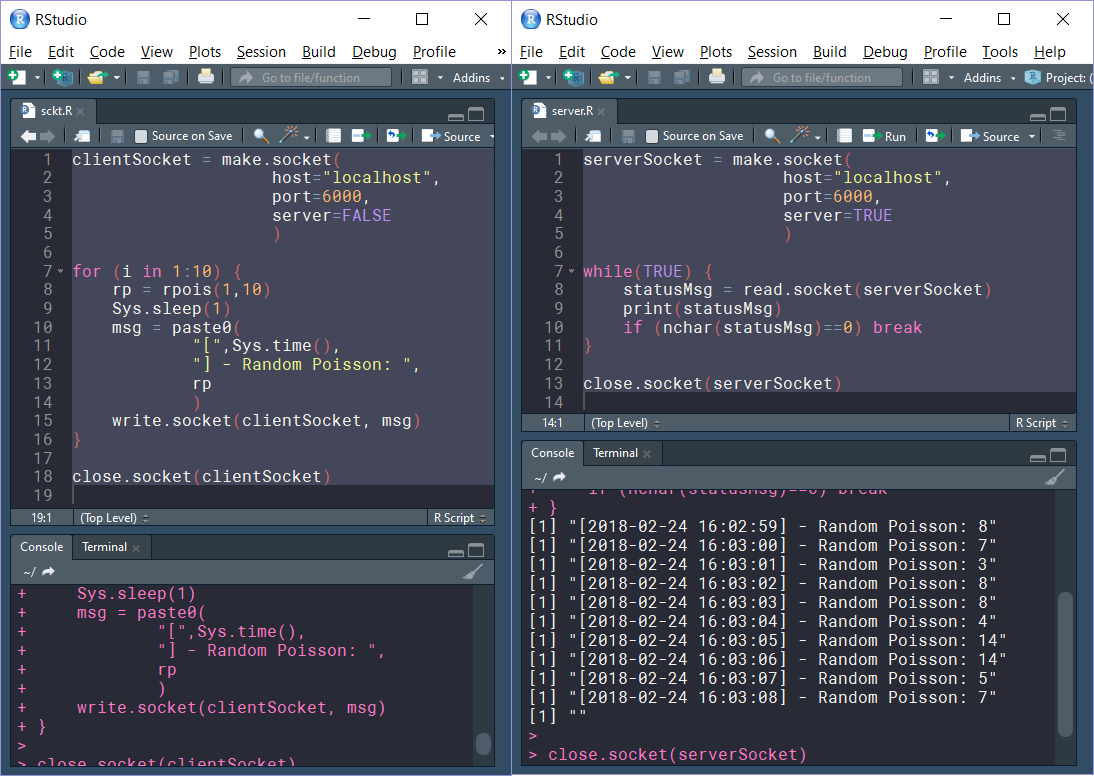 RStudio
File Edit Code View Plots Session Build Debug Profile »
Go to file/function Addins
sckt.R
Source on Save Source
1 clientSocket = make.socket(
2 host="localhost",
3 port=6000,
4 server=FALSE
5 )
6
7 for (i in 1:10) {
8 rp = rpois(1,10)
9 Sys.sleep(1)
10 msg = paste0(
11 "[",Sys.time(),
12 "] - Random Poisson: ",
13 rp
14 )
15 write.socket(clientSocket, msg)
16 }
17
18 close.socket(clientSocket)
19
19:1 (Top Level) R Script
Console Terminal
~/
+ Sys.sleep(1)
+ msg = paste0(
+ "[",Sys.time(),
+ "] - Random Poisson: ",
+ rp
+ )
+ write.socket(clientSocket, msg)
+ }
>
> close.socket(clientSocket)
RStudio
File Edit Code View Plots Session Build Debug Profile Tools Help
Go to file/function Addins Project: (
server.R
Source on Save Run Source
1 serverSocket = make.socket(
2 host="localhost",
3 port=6000,
4 server=TRUE
5 )
6
7 while(TRUE) {
8 statusMsg = read.socket(serverSocket)
9 print(statusMsg)
10 if (nchar(statusMsg)==0) break
11 }
12
13 close.socket(serverSocket)
14
14:1 (Top Level) R Script
Console Terminal
~/
+ if (nchar(statusMsg)==0) break
+ }
[1] "[2018-02-24 16:02:59] - Random Poisson: 8"
[1] "[2018-02-24 16:03:00] - Random Poisson: 7"
[1] "[2018-02-24 16:03:01] - Random Poisson: 3"
[1] "[2018-02-24 16:03:02] - Random Poisson: 8"
[1] "[2018-02-24 16:03:03] - Random Poisson: 8"
[1] "[2018-02-24 16:03:04] - Random Poisson: 4"
[1] "[2018-02-24 16:03:05] - Random Poisson: 14"
[1] "[2018-02-24 16:03:06] - Random Poisson: 14"
[1] "[2018-02-24 16:03:07] - Random Poisson: 5"
[1] "[2018-02-24 16:03:08] - Random Poisson: 7"
[1] ""
>
> close.socket(serverSocket)